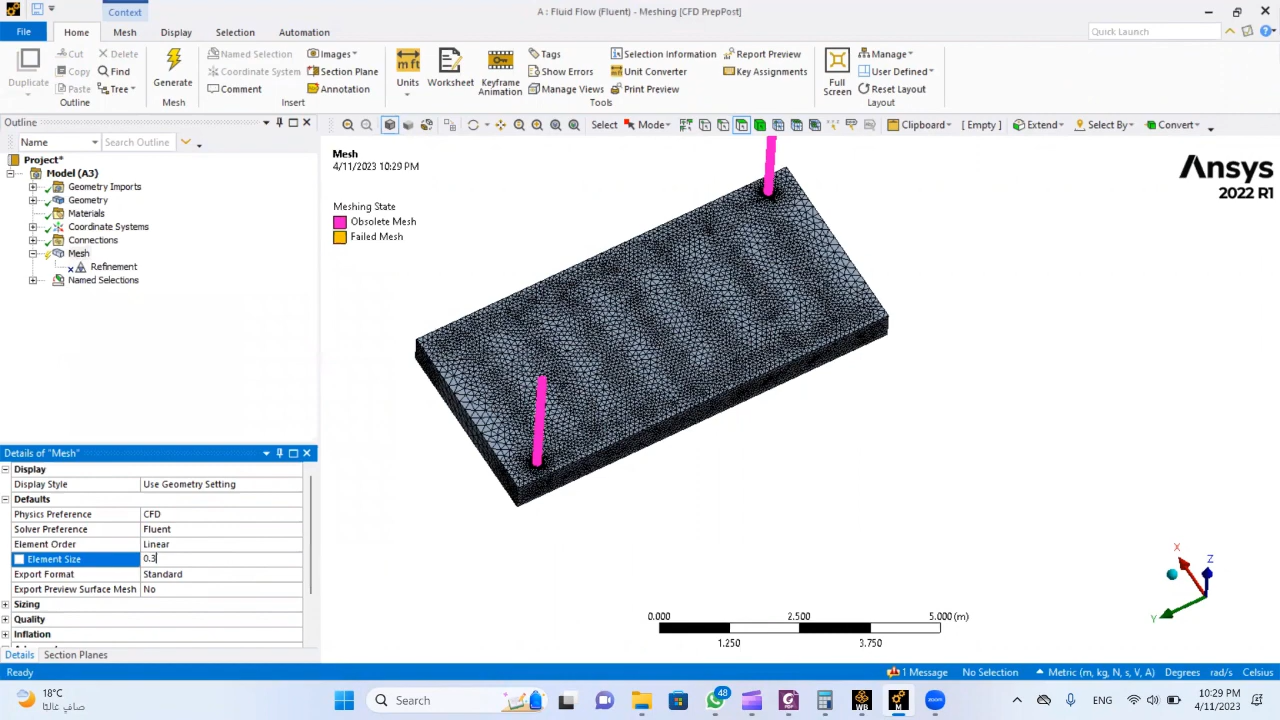 Context
A : Fluid Flow (Fluent) - Meshing [CFD PrepPost]
File Home Mesh Display Selection Automation Quick Launch
Duplicate Cut Copy Paste Delete Find Tree Outline
Generate Mesh
Named Selection Coordinate System Comment Images Section Plane Annotation Insert
Units Worksheet Keyframe Animation Tags Show Errors Manage Views Selection Information Unit Converter Print Preview Report Preview Key Assignments Tools
Full Screen Manage User Defined Reset Layout Layout
Outline
Name Search Outline
Select Mode Clipboard [ Empty ] Extend Select By Convert
Project*
Model (A3)
Geometry Imports
Geometry
Materials
Coordinate Systems
Connections
Mesh
Refinement
Named Selections
Mesh
4/11/2023 10:29 PM
Meshing State
Obsolete Mesh
Failed Mesh
Ansys
2022 R1
Details of "Mesh"
Display
Display Style Use Geometry Setting
Defaults
Physics Preference CFD
Solver Preference Fluent
Element Order Linear
Element Size 0.3
Export Format Standard
Export Preview Surface Mesh No
Sizing
Quality
Inflation
Details Section Planes
X
Z
Y
0.000 2.500 5.000 (m)
1.250 3.750
Ready 1 Message No Selection Metric (m, kg, N, s, V, A) Degrees rad/s Celsius
18°C
صافي غالبًا
Search
48
WB
M
zoom
ENG
10:29 PM
4/11/2023